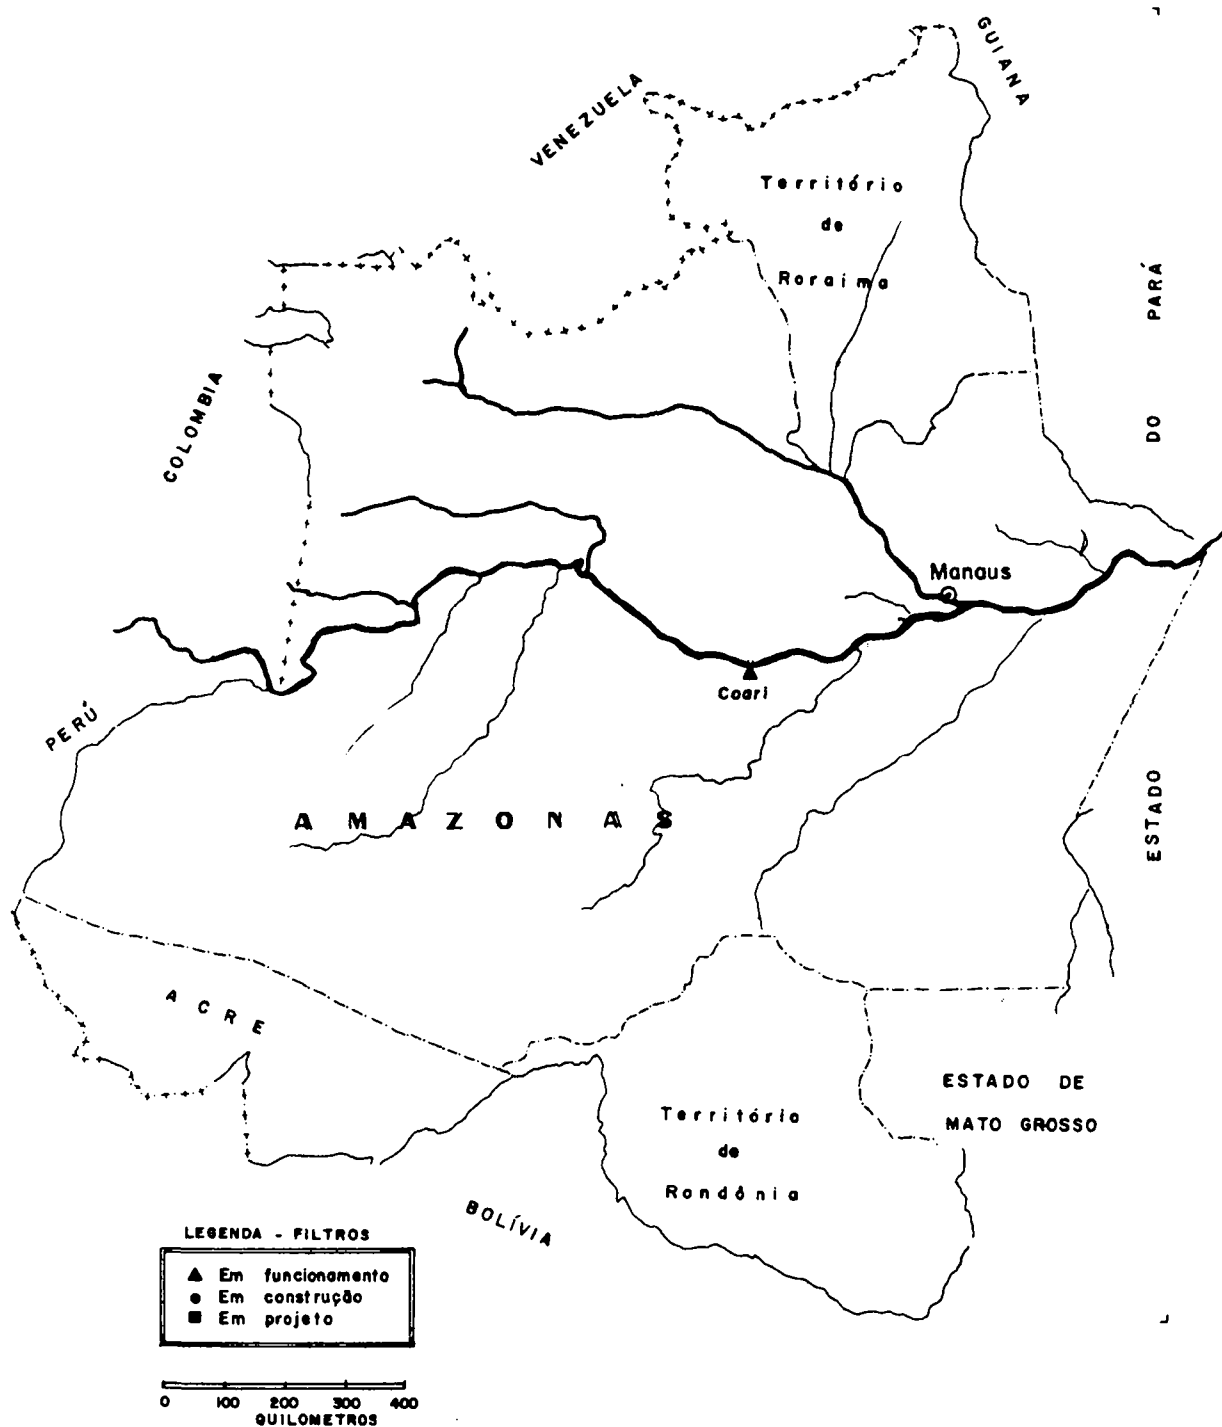 GUIANA
VENEZUELA
Território
de
Roraima
DO PARÁ
COLOMBIA
Manaus
Coari
PERÚ
AMAZONAS
ESTADO
ACRE
ESTADO DE
MATO GROSSO
Território
de
Rondônia
BOLÍVIA
LEGENDA - FILTROS
Em funcionamento
Em construção
Em projeto
0 100 200 300 400
QUILOMETROS